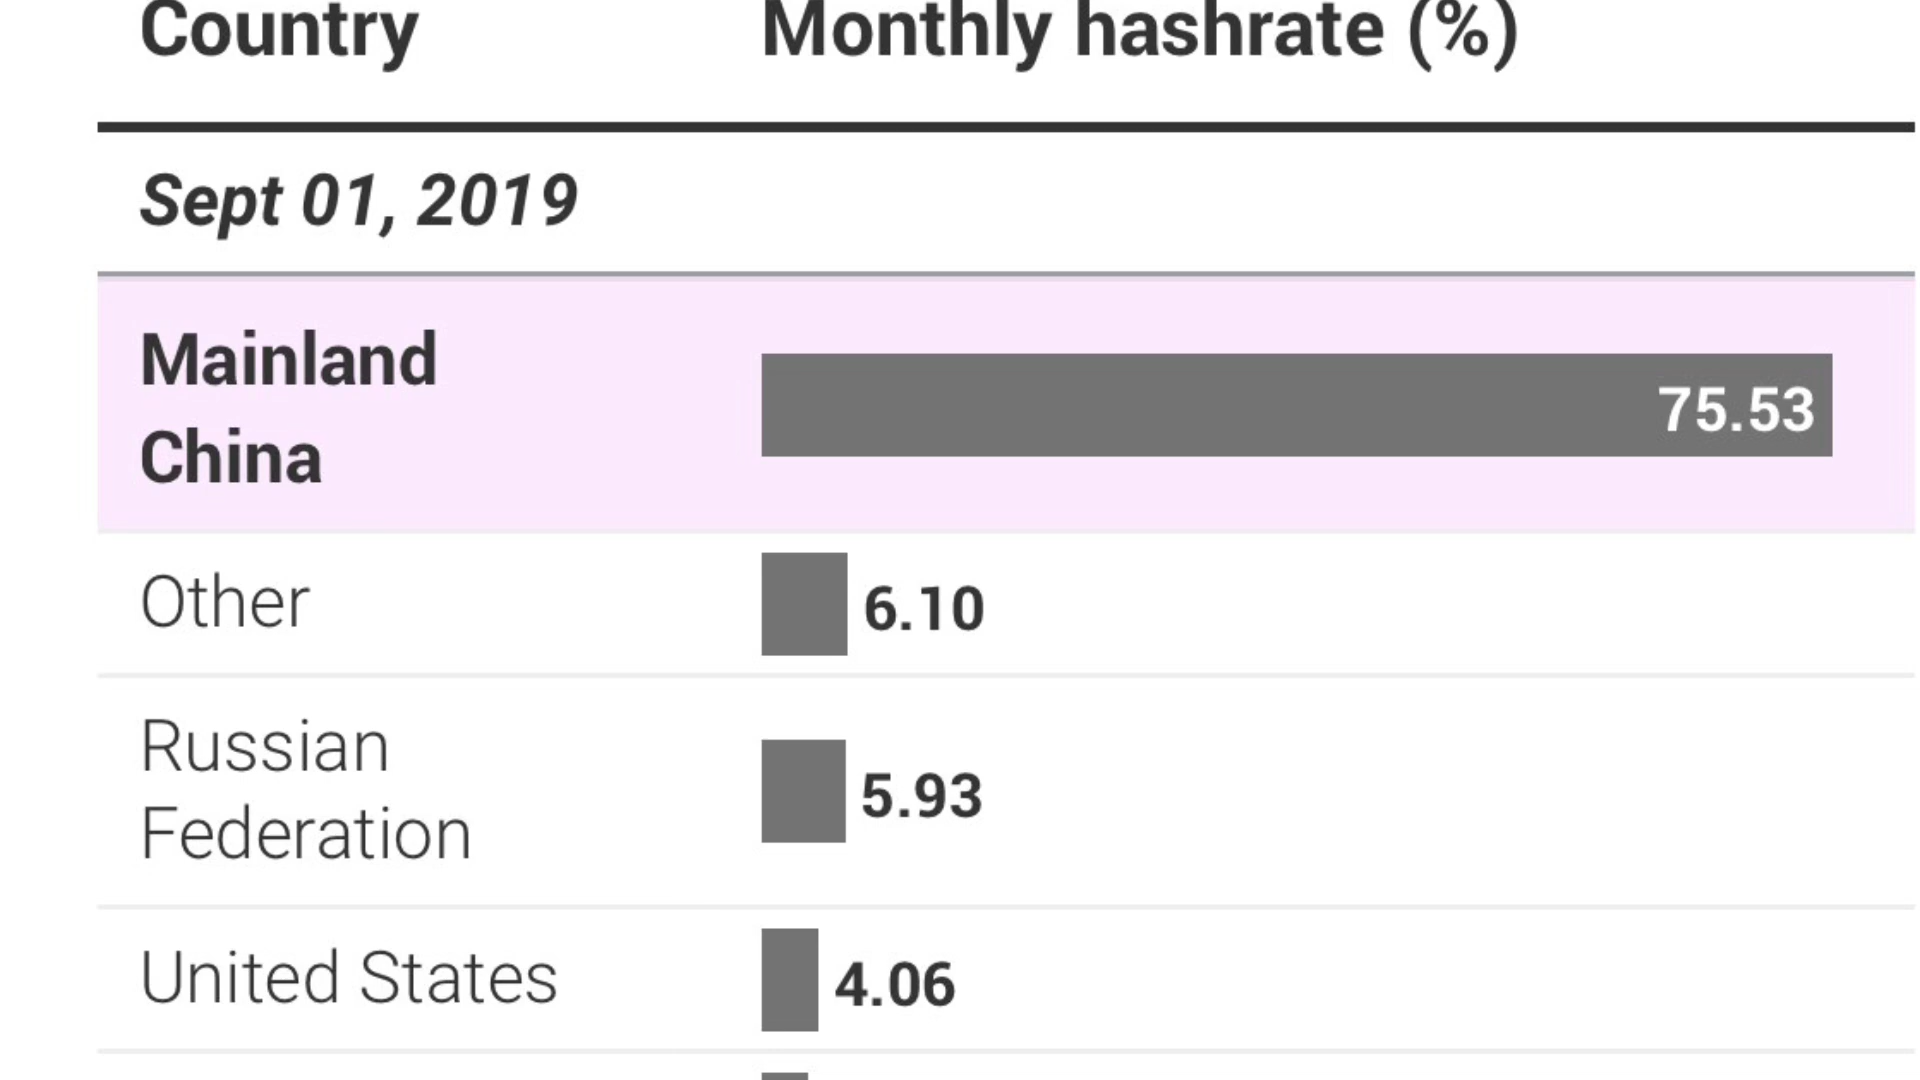 Country Monthly hashrate (%)
Sept 01, 2019
Mainland
China
75.53
Other 6.10
Russian
Federation
5.93
United States 4.06